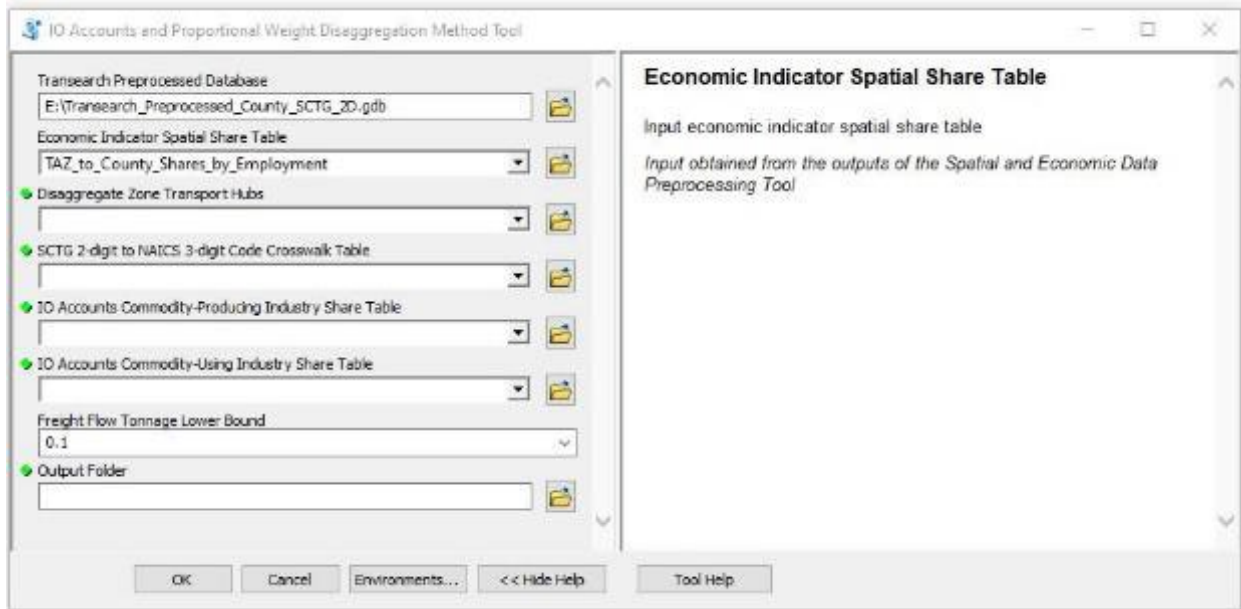 IO Accounts and Proportional Weight Disaggregation Method Tool
Transearch Preprocessed Database
E:\Transearch_Preprocessed_County_SCTG_2D.gdb
Economic Indicator Spatial Share Table
TAZ_to_County_Shares_by_Employment
Disaggregate Zone Transport Hubs
SCTG 2-digit to NAICS 3-digit Code Crosswalk Table
IO Accounts Commodity-Producing Industry Share Table
IO Accounts Commodity-Using Industry Share Table
Freight Flow Tonnage Lower Bound
0.1
Output Folder
Economic Indicator Spatial Share Table
Input economic indicator spatial share table
Input obtained from the outputs of the Spatial and Economic Data
Preprocessing Tool
OK Cancel Environments... << Hide Help Tool Help